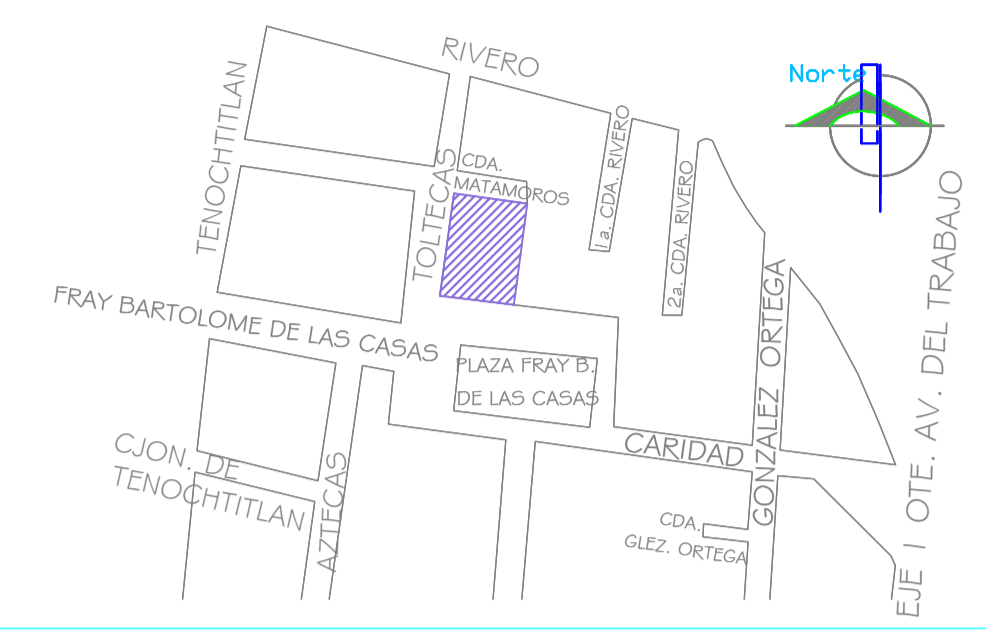 RIVERO
Norte
TENOCHTITLAN
TOLTECAS
CDA.
MATAMOROS
1a. CDA. RIVERO
2a. CDA. RIVERO
FRAY BARTOLOME DE LAS CASAS
PLAZA FRAY B.
DE LAS CASAS
GONZALEZ ORTEGA
EJE 1 OTE. AV. DEL TRABAJO
CARIDAD
CJON. DE
TENOCHTITLAN
AZTECAS
CDA.
GLEZ. ORTEGA